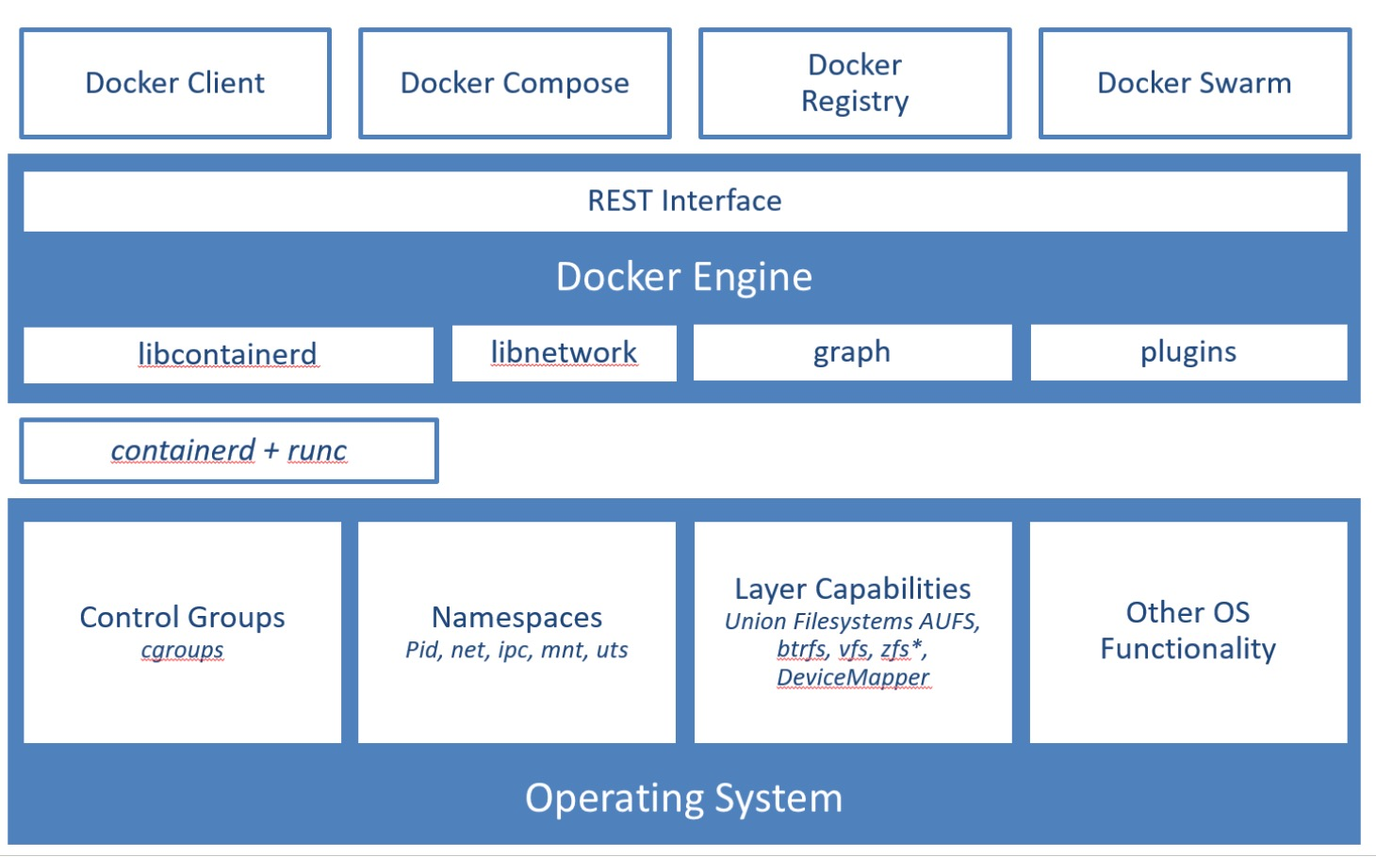 Docker Client
Docker Compose
Docker
Registry
Docker Swarm
REST Interface
Docker Engine
libcontainerd
libnetwork
graph
plugins
containerd + runc
Control Groups
cgroups
Namespaces
Pid, net, ipc, mnt, uts
Layer Capabilities
Union Filesystems AUFS,
btrfs, vfs, zfs*,
DeviceMapper
Other OS
Functionality
Operating System